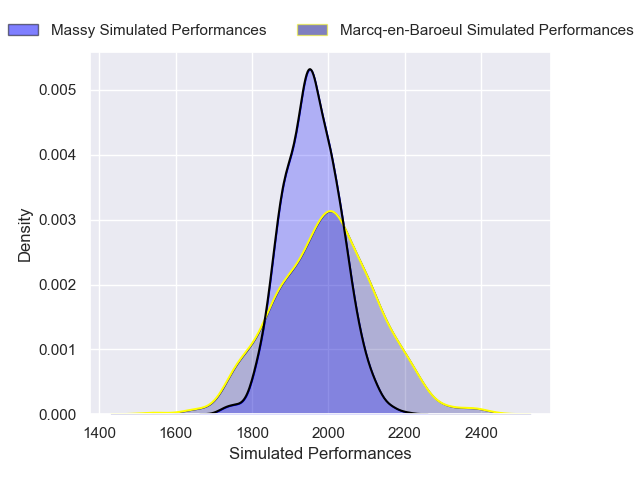 Massy Simulated Performances
Marcq-en-Baroeul Simulated Performances
0.005
0.004
0.003
0.002
0.001
0.000
Density
1400 1600 1800 2000 2200 2400
Simulated Performances